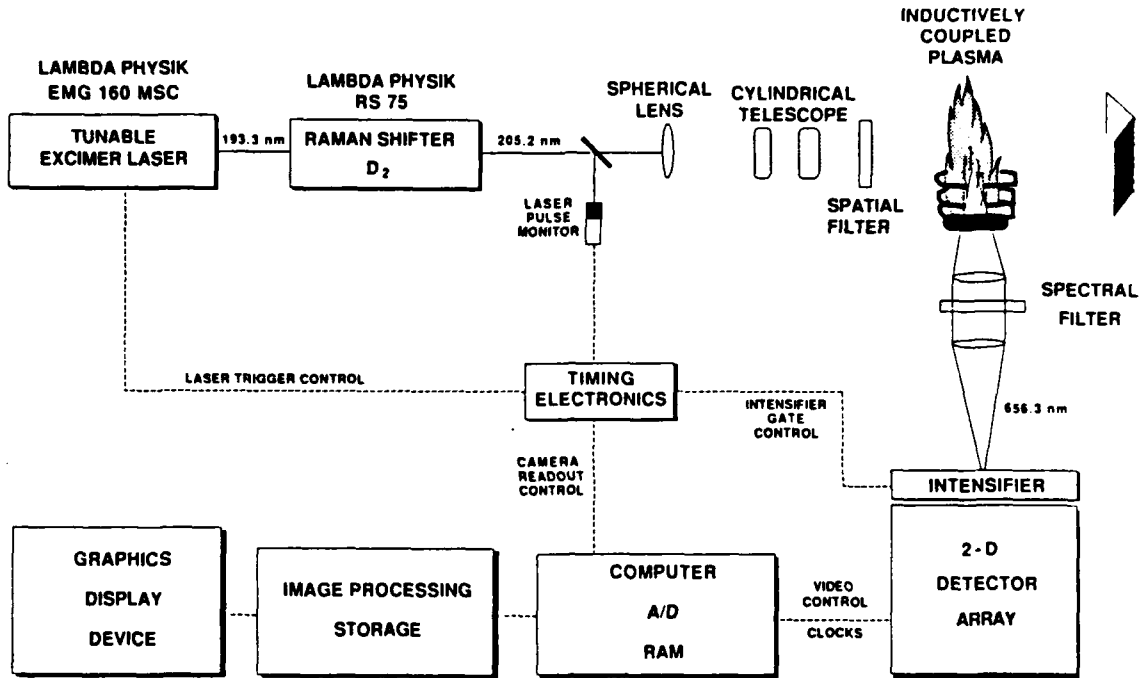 INDUCTIVELY
COUPLED
PLASMA
LAMBDA PHYSIK
EMG 160 MSC
LAMBDA PHYSIK
RS 75
SPHERICAL
LENS
CYLINDRICAL
TELESCOPE
TUNABLE
EXCIMER LASER
193.3 nm
RAMAN SHIFTER
D2
205.2 nm
LASER
PULSE
MONITOR
SPATIAL
FILTER
SPECTRAL
FILTER
LASER TRIGGER CONTROL
TIMING
ELECTRONICS
INTENSIFIER
GATE
CONTROL
656.3 nm
CAMERA
READOUT
CONTROL
INTENSIFIER
GRAPHICS
DISPLAY
DEVICE
IMAGE PROCESSING
STORAGE
COMPUTER
A/D
RAM
VIDEO
CONTROL
CLOCKS
2-D
DETECTOR
ARRAY